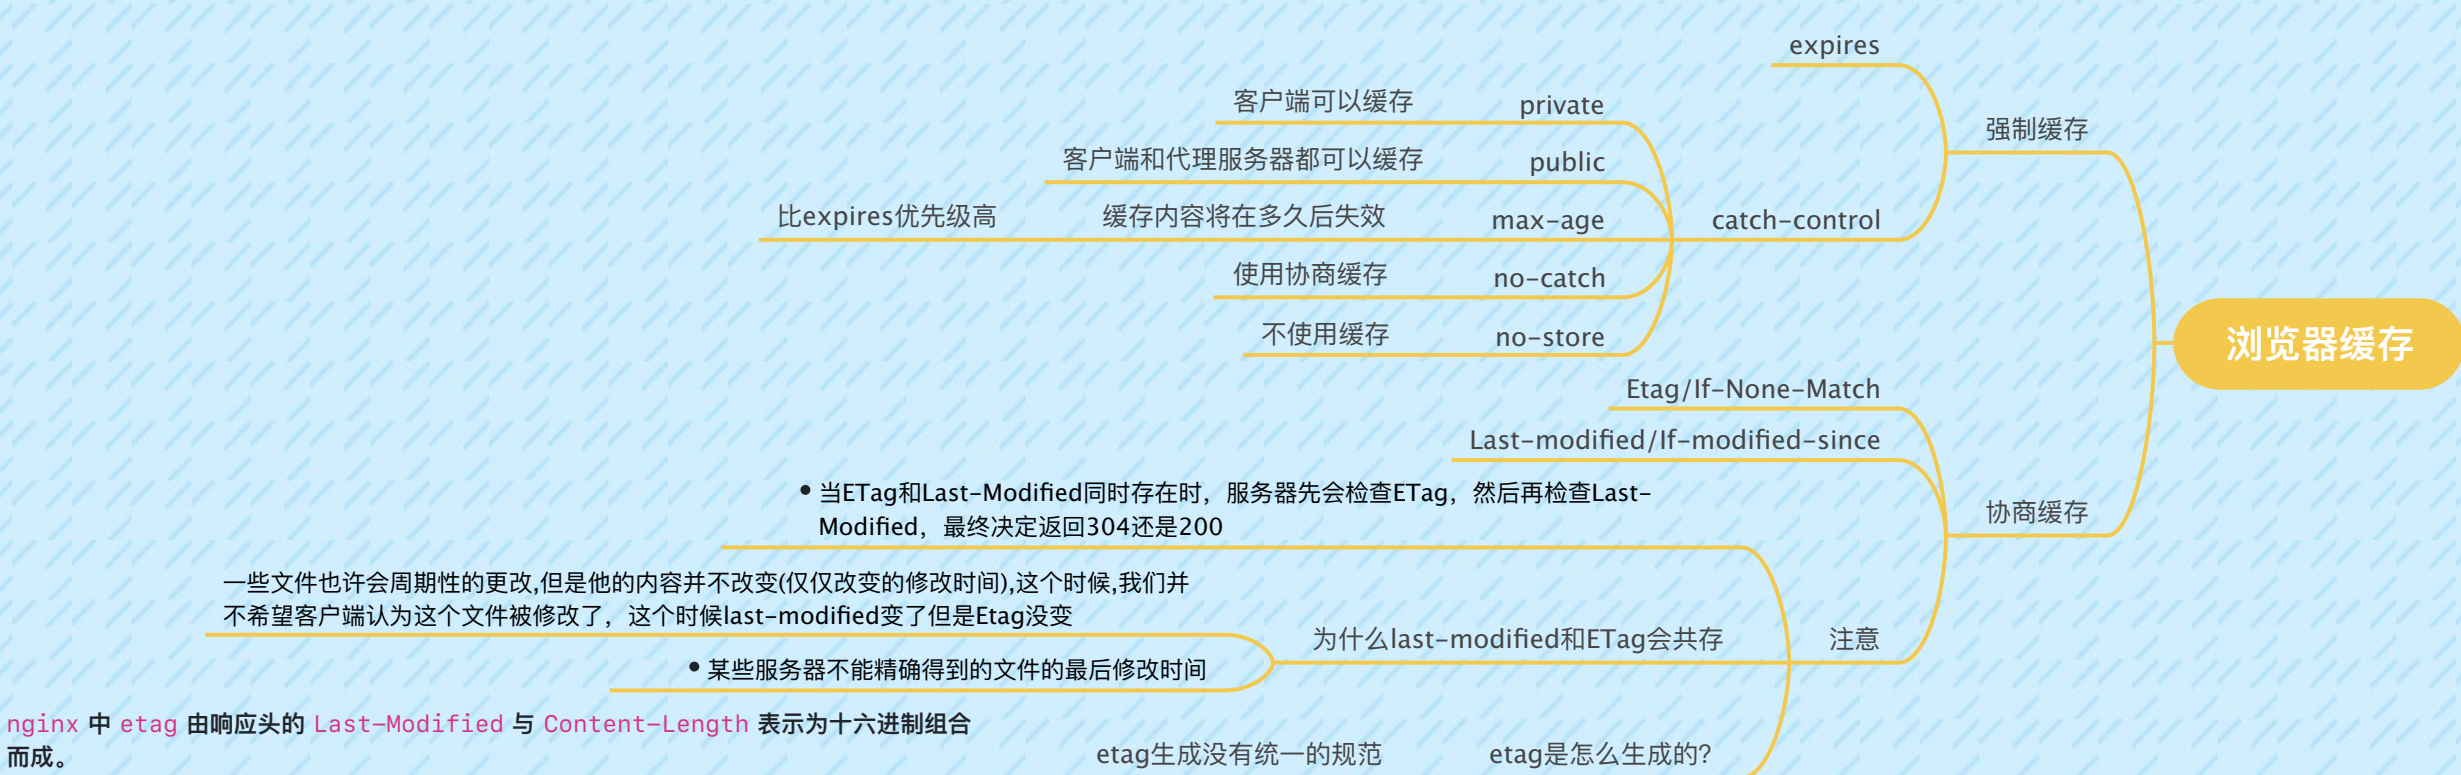 expires
客户端可以缓存 private
强制缓存
客户端和代理服务器都可以缓存 public
比expires优先级高 缓存内容将在多久后失效 max-age catch-control
使用协商缓存 no-catch
不使用缓存 no-store
浏览器缓存
Etag/If-None-Match
Last-modified/If-modified-since
• 当ETag和Last-Modified同时存在时，服务器先会检查ETag，然后再检查Last-
Modified，最终决定返回304还是200
协商缓存
一些文件也许会周期性的更改,但是他的内容并不改变(仅仅改变的修改时间),这个时候,我们并
不希望客户端认为这个文件被修改了，这个时候last-modified变了但是Etag没变
为什么last-modified和ETag会共存 注意
• 某些服务器不能精确得到的文件的最后修改时间
nginx 中 etag 由响应头的 Last-Modified 与 Content-Length 表示为十六进制组合
而成。
etag生成没有统一的规范 etag是怎么生成的?